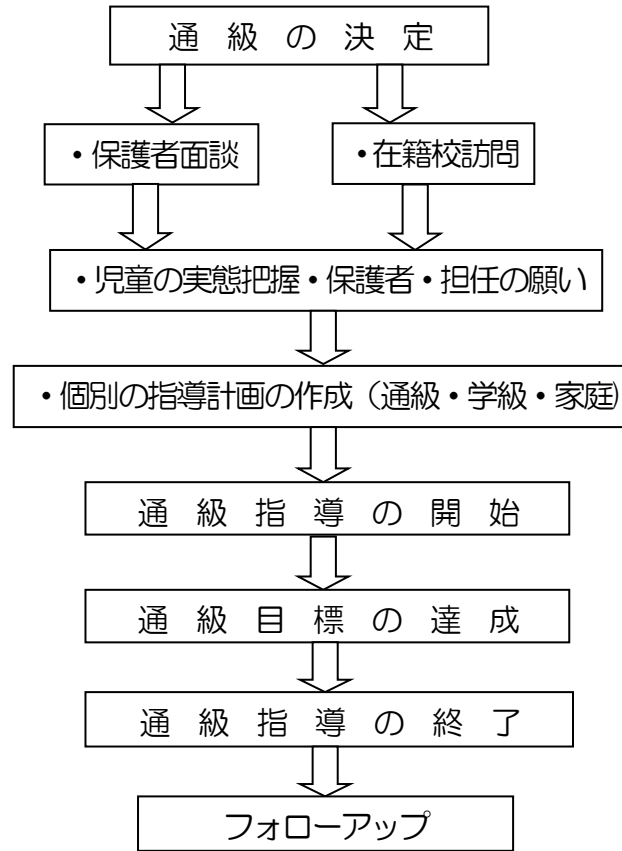 通級の決定
・保護者面談
・在籍校訪問
・児童の実態把握・保護者・担任の願い
・個別の指導計画の作成（通級・学級・家庭）
通級指導の開始
通級目標の達成
通級指導の終了
フォローアップ